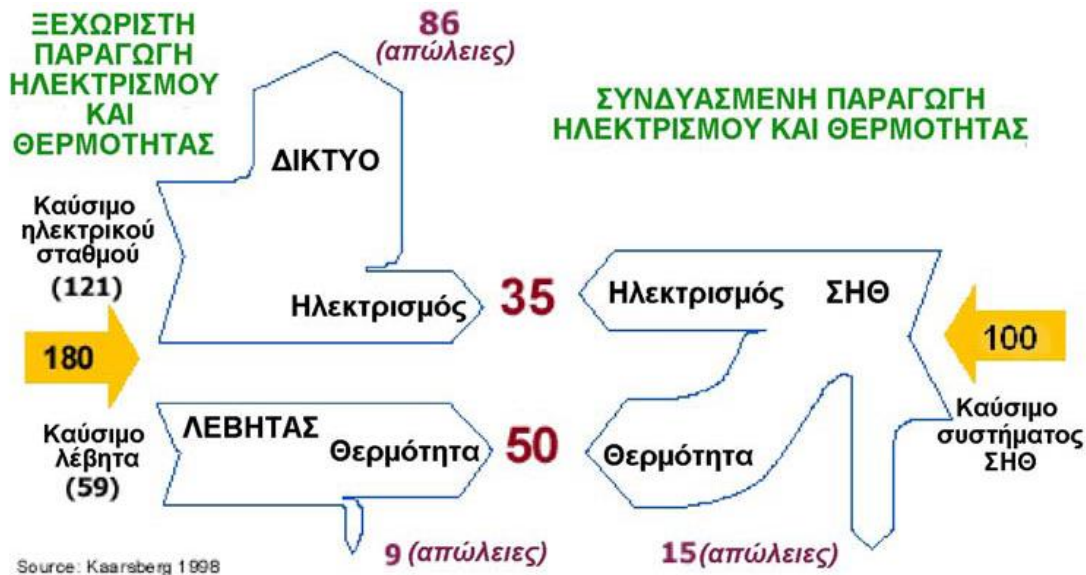 ΞΕΧΩΡΙΣΤΗ
ΠΑΡΑΓΩΓΗ
ΗΛΕΚΤΡΙΣΜΟΥ
ΚΑΙ
ΘΕΡΜΟΤΗΤΑΣ
86
(απώλειες)
ΣΥΝΔΥΑΣΜΕΝΗ ΠΑΡΑΓΩΓΗ
ΗΛΕΚΤΡΙΣΜΟΥ ΚΑΙ ΘΕΡΜΟΤΗΤΑΣ
ΔΙΚΤΥΟ
Καύσιμο
ηλεκτρικού
σταθμού
(121)
Ηλεκτρισμός
35
Ηλεκτρισμός
ΣΗΘ
180
100
Καύσιμο
λέβητα
(59)
ΛΕΒΗΤΑΣ
Θερμότητα
50
Θερμότητα
Καύσιμο
συστήματος
ΣΗΘ
9 (απώλειες)
15(απώλειες)
Source: Kaarsberg 1998